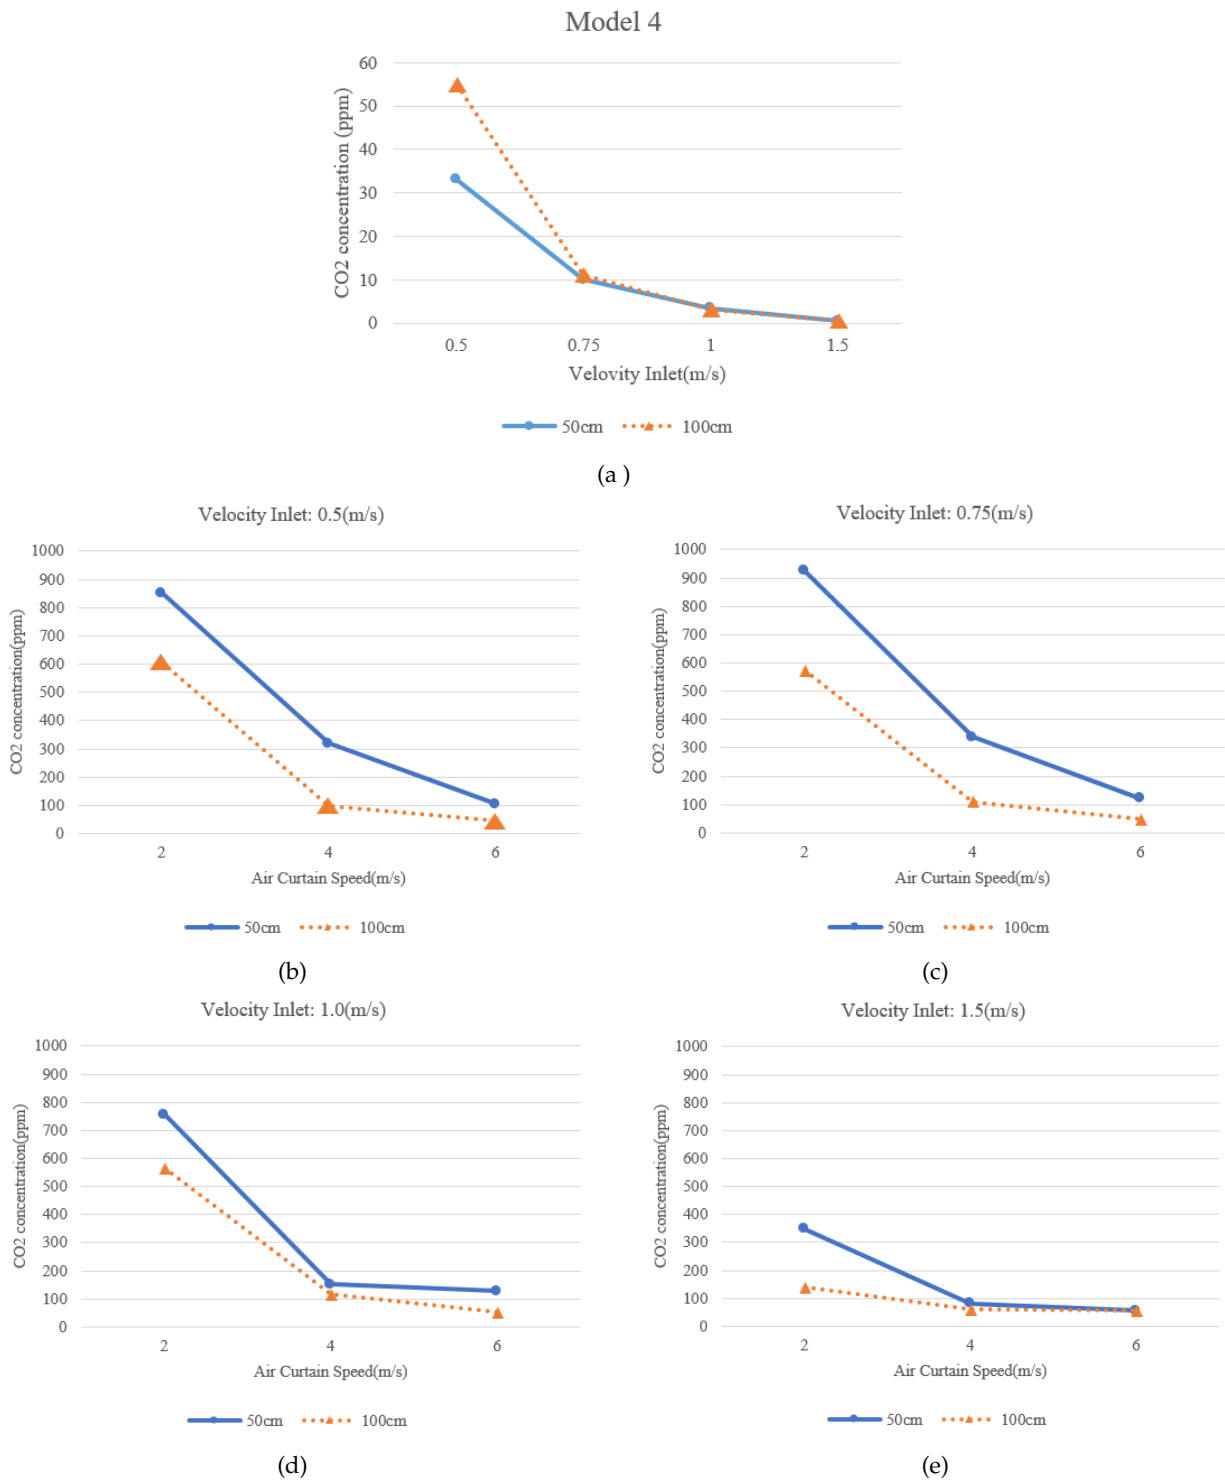 Model 4
CO2 concentration (ppm)
60
50
40
30
20
10
0
0.5 0.75 1 1.5
Velovity Inlet(m/s)
50cm 100cm
(a )
Velocity Inlet: 0.5(m/s)
CO2 concentration(ppm)
1000
900
800
700
600
500
400
300
200
100
0
2 4 6
Air Curtain Speed(m/s)
50cm 100cm
(b)
Velocity Inlet: 0.75(m/s)
CO2 concentration(ppm)
1000
900
800
700
600
500
400
300
200
100
0
2 4 6
Air Curtain Speed(m/s)
50cm 100cm
(c)
Velocity Inlet: 1.0(m/s)
CO2 concentration(ppm)
1000
900
800
700
600
500
400
300
200
100
0
2 4 6
Air Curtain Speed(m/s)
50cm 100cm
(d)
Velocity Inlet: 1.5(m/s)
CO2 concentration(ppm)
1000
900
800
700
600
500
400
300
200
100
0
2 4 6
Air Curtain Speed(m/s)
50cm 100cm
(e)